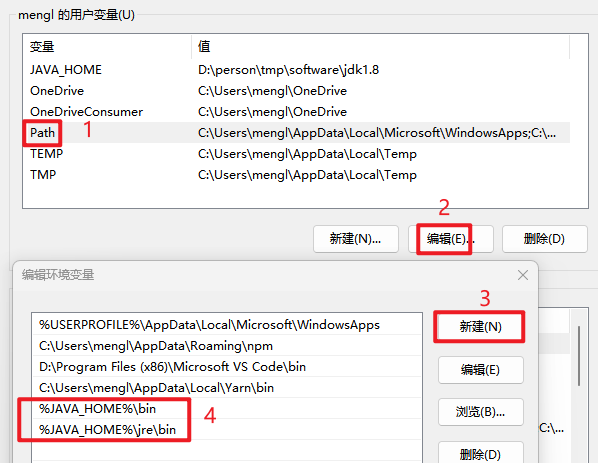 mengl 的用户变量(U)
变量 值
JAVA_HOME D:\person\tmp\software\jdk1.8
OneDrive C:\Users\mengl\OneDrive
OneDriveConsumer C:\Users\mengl\OneDrive
Path 1 C:\Users\mengl\AppData\Local\Microsoft\WindowsApps;C:\...
TEMP C:\Users\mengl\AppData\Local\Temp
TMP C:\Users\mengl\AppData\Local\Temp
2
新建(N)... 编辑(E)... 删除(D)
编辑环境变量
3
%USERPROFILE%\AppData\Local\Microsoft\WindowsApps 新建(N)
C:\Users\mengl\AppData\Roaming\npm
D:\Program Files (x86)\Microsoft VS Code\bin 编辑(E)
C:\Users\mengl\AppData\Local\Yarn\bin
%JAVA_HOME%\bin 4 浏览(B)...
%JAVA_HOME%\jre\bin C:\...
删除(D)